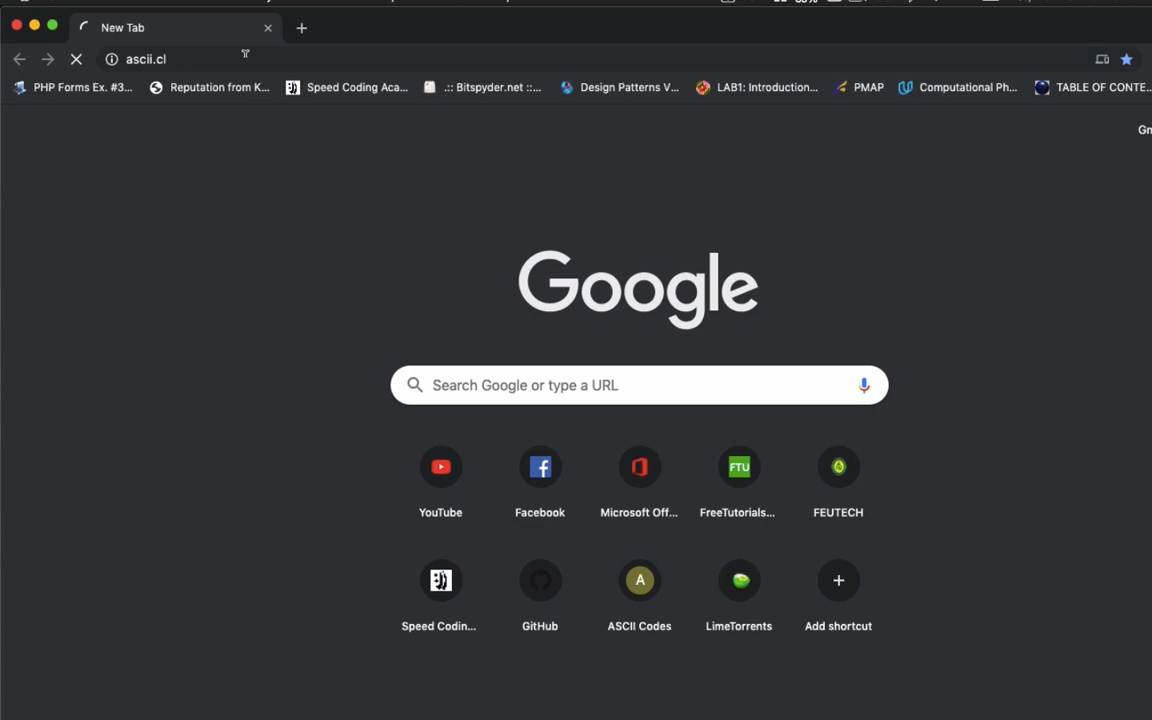 New Tab
ascii.cl
PHP Forms Ex. #3... Reputation from K... Speed Coding Aca... .:: Bitspyder.net ::... Design Patterns V... LAB1: Introduction... PMAP Computational Ph... TABLE OF CONTE...
Gm
Google
Search Google or type a URL
FTU
YouTube Facebook Microsoft Off... FreeTutorials... FEUTECH
A
Speed Codin... GitHub ASCII Codes LimeTorrents Add shortcut